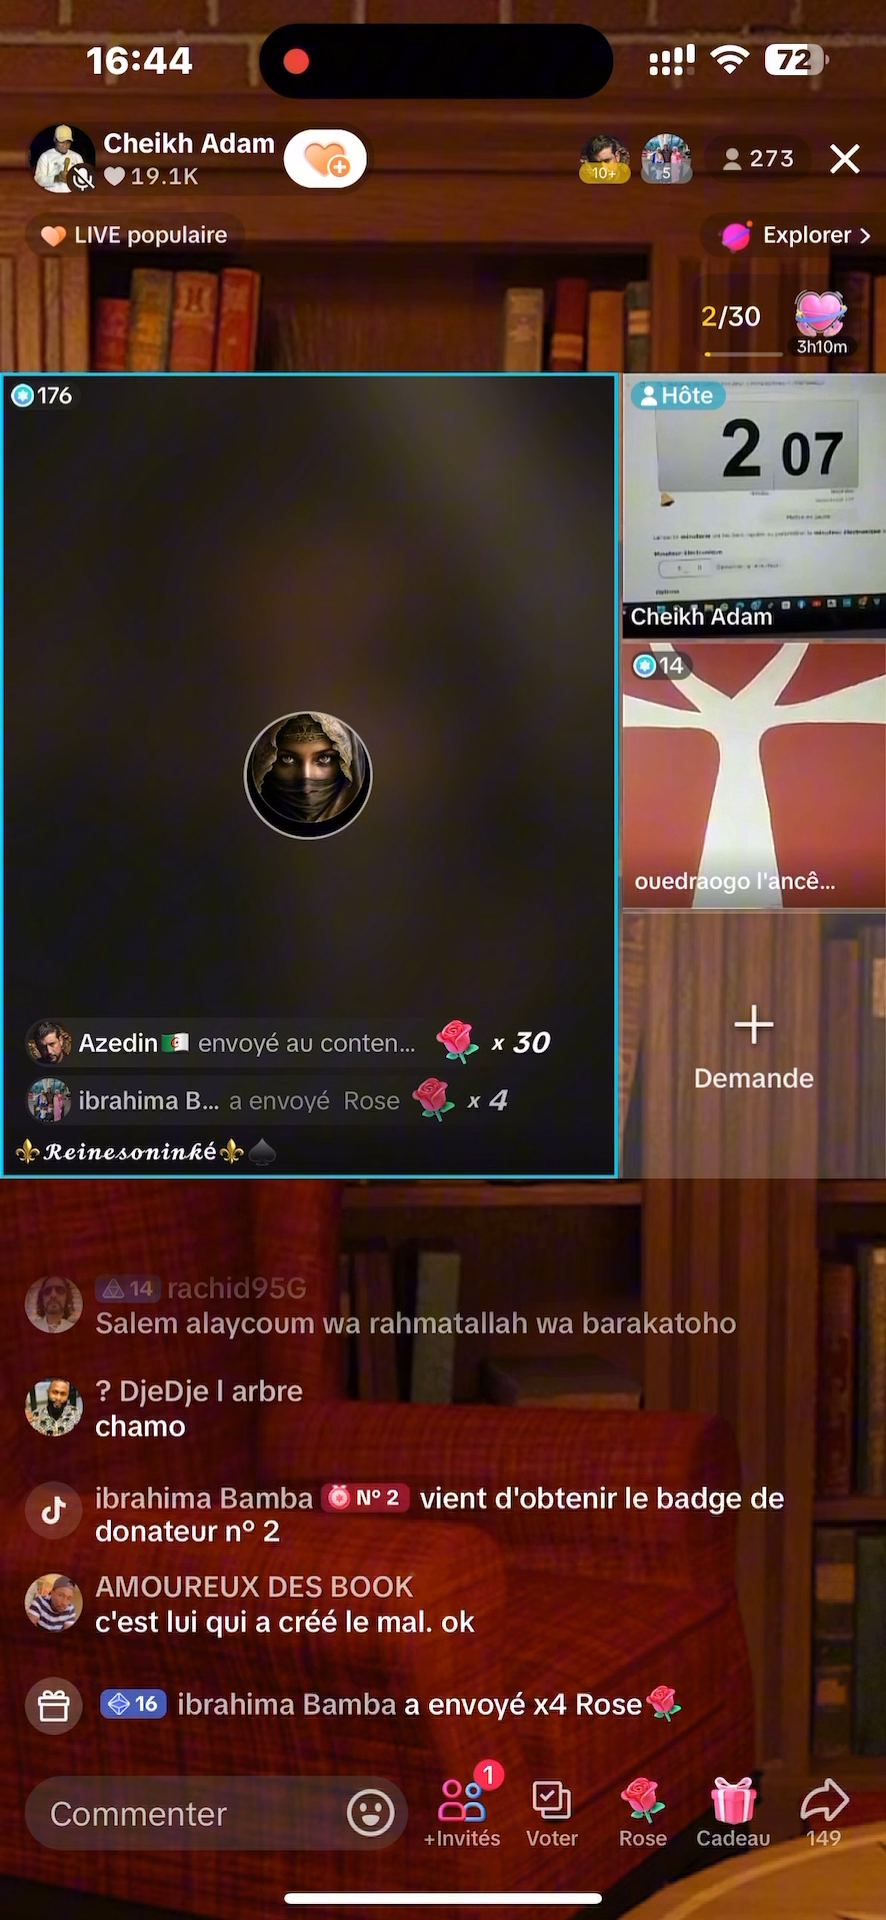 16:44
72
Cheikh Adam
19.1K
10+
5
273
LIVE populaire
Explorer >
2/30
3h10m
176
Hôte
2 07
Cheikh Adam
14
ouedraogo l'ancê...
Demande
Azedin🇩🇿 envoyé au conten... x 30
ibrahima B... a envoyé Rose x 4
⚜️𝓡𝓮𝓲𝓷𝓮𝓼𝓸𝓷𝓲𝓷𝓴é⚜️♠️
14 rachid95G
Salem alaycoum wa rahmatallah wa barakatoho
? DjeDje l arbre
chamo
ibrahima Bamba Nº 2 vient d'obtenir le badge de
donateur nº 2
AMOUREUX DES BOOK
c'est lui qui a créé le mal. ok
16 ibrahima Bamba a envoyé x4 Rose
Commenter
1
+Invités
Voter
Rose
Cadeau
149